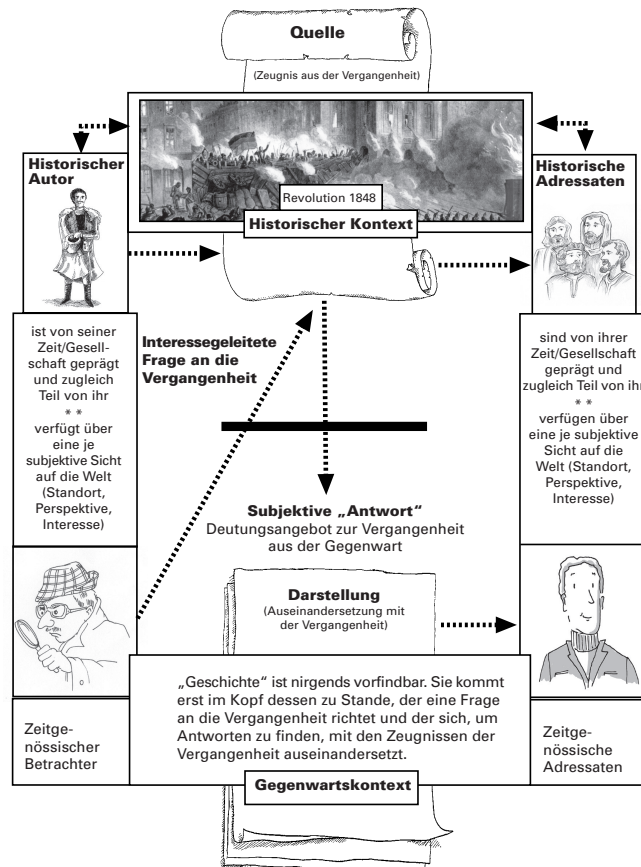 Quelle
(Zeugnis aus der Vergangenheit)
Historischer
Autor
Revolution 1848
Historischer Kontext
Historische
Adressaten
ist von seiner
Zeit/Gesell-
schaft geprägt
und zugleich
Teil von ihr
* *
verfügt über
eine je
subjektive Sicht
auf die Welt
(Standort,
Perspektive,
Interesse)
Interessegeleitete
Frage an die
Vergangenheit
sind von ihrer
Zeit/Gesellschaft
geprägt und
zugleich Teil von ihr
* *
verfügen über
eine je subjektive
Sicht auf die
Welt (Standort,
Perspektive,
Interesse)
Subjektive „Antwort“
Deutungsangebot zur Vergangenheit
aus der Gegenwart
Darstellung
(Auseinandersetzung mit
der Vergangenheit)
„Geschichte“ ist nirgends vorfindbar. Sie kommt
erst im Kopf dessen zu Stande, der eine Frage
an die Vergangenheit richtet und der sich, um
Antworten zu finden, mit den Zeugnissen der
Vergangenheit auseinandersetzt.
Zeitge-
nössischer
Betrachter
Zeitge-
nössische
Adressaten
Gegenwartskontext